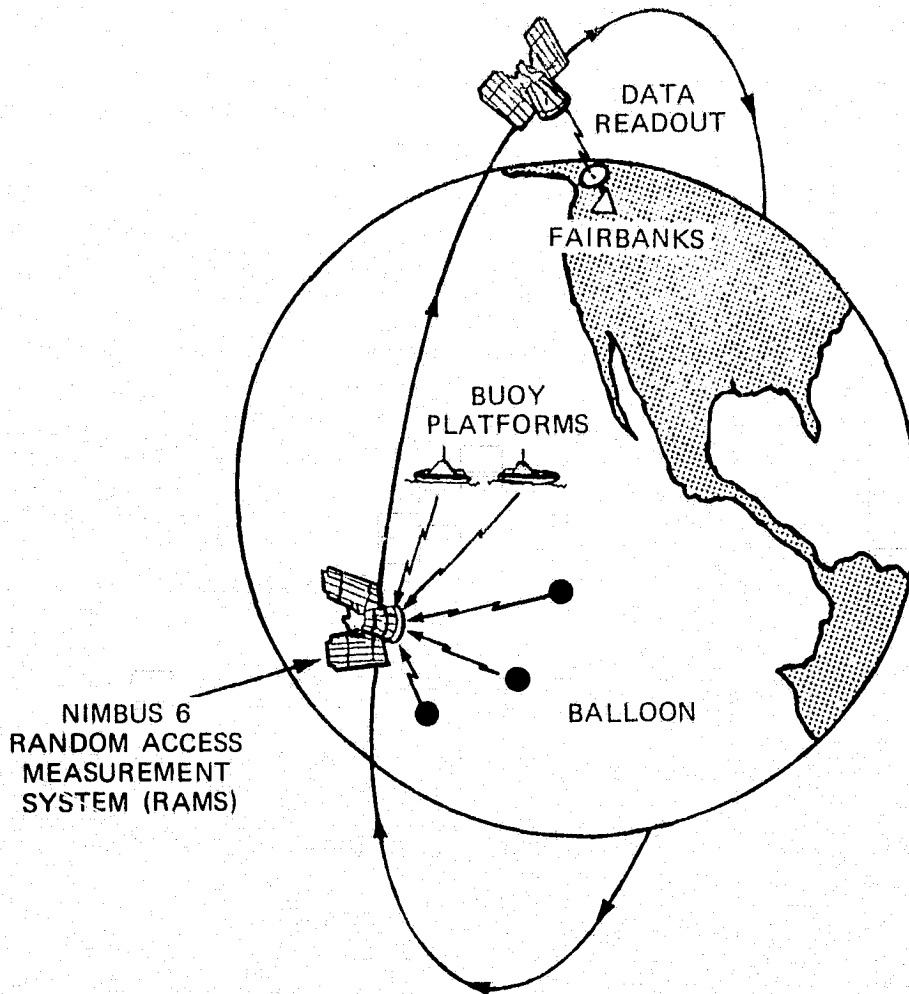 DATA
READOUT
FAIRBANKS
BUOY
PLATFORMS
BALLOON
NIMBUS 6
RANDOM ACCESS
MEASUREMENT
SYSTEM (RAMS)